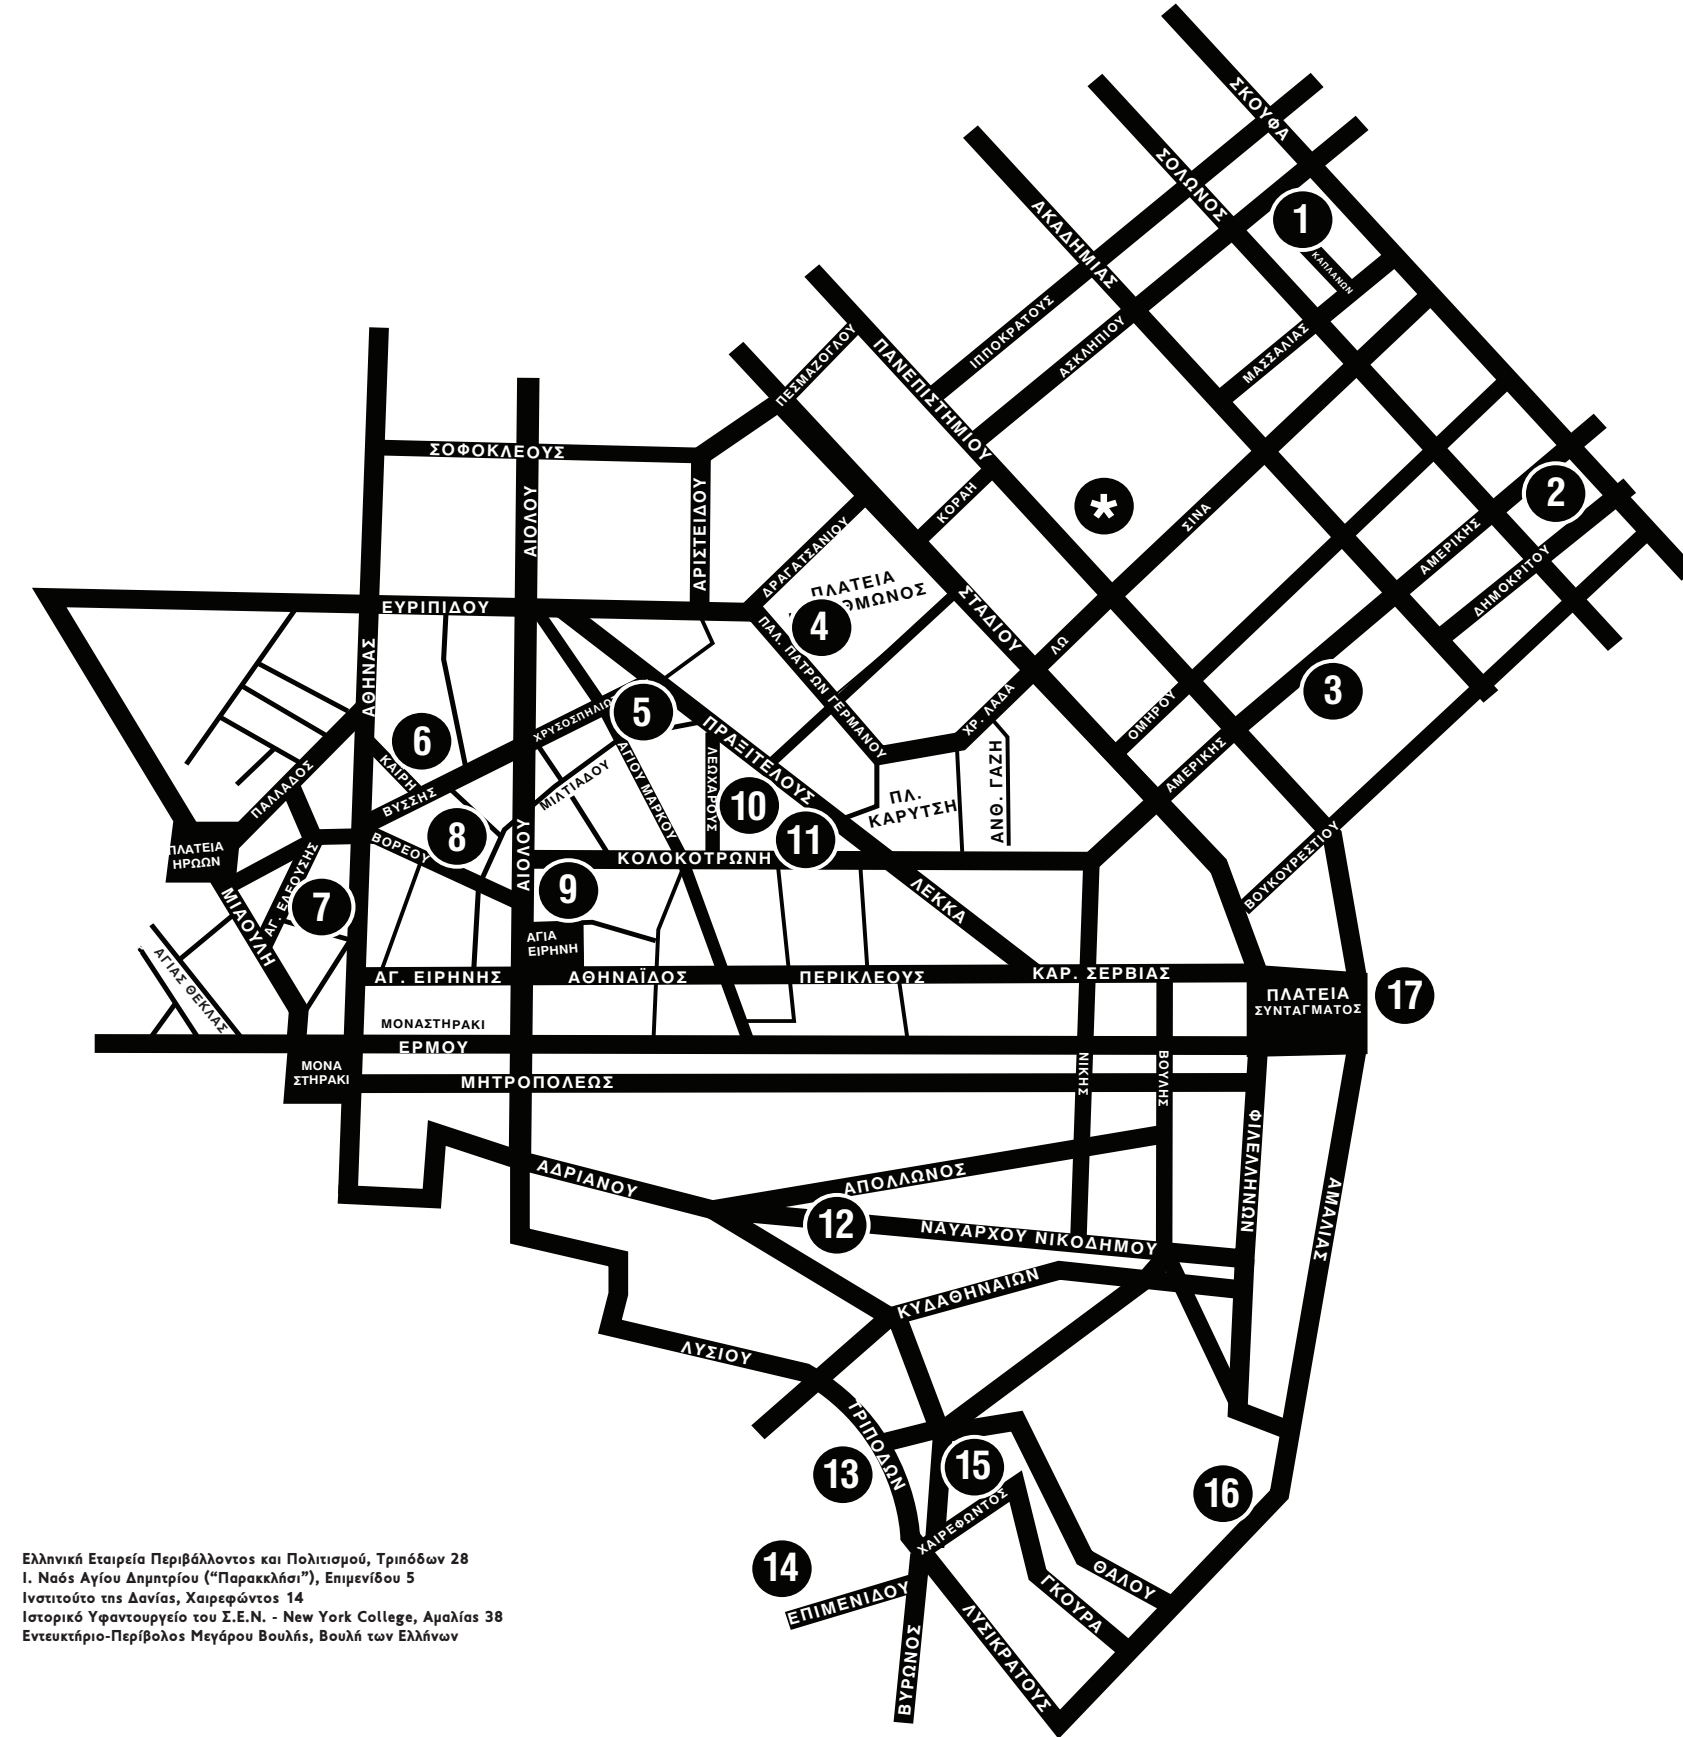 ΣΚΟΥΦΑ
ΣΟΛΩΝΟΣ
ΑΚΑΔΗΜΙΑΣ
1
ΚΑΠΛΑΝΩΝ
ΙΠΠΟΚΡΑΤΟΥΣ
ΑΣΚΛΗΠΙΟΥ
ΜΑΣΣΑΛΙΑΣ
ΠΕΣΜΑΖΟΓΛΟΥ
ΠΑΝΕΠΙΣΤΗΜΙΟΥ
ΣΟΦΟΚΛΕΟΥΣ
ΑΙΟΛΟΥ
ΑΡΙΣΤΕΙΔΟΥ
ΚΟΡΑΗ
*
ΣΙΝΑ
2
ΑΜΕΡΙΚΗΣ
ΔΗΜΟΚΡΙΤΟΥ
ΔΡΑΓΑΤΣΑΝΙΟΥ
ΠΛΑΤΕΙΑ
ΘΜΩΝΟΣ
4
ΣΤΑΔΙΟΥ
ΕΥΡΙΠΙΔΟΥ
ΠΑΛ. ΠΑΤΡΩΝ ΓΕΡΜΑΝΟΥ
ΛΩ
ΑΘΗΝΑΣ
ΧΡΥΣΟΣΠΗΛΙΩ
5
ΧΡ. ΛΑΔΑ
ΟΜΗΡΟΥ
3
6
ΚΑΙΡΗ
ΠΡΑΞΙΤΕΛΟΥΣ
ΑΓΙΟΥ ΜΑΡΚΟΥ
ΛΕΩΧΑΡΟΥΣ
ΑΜΕΡΙΚΗΣ
ΑΝΘ. ΓΑΖΗ
ΠΑΛΛΑΔΟΣ
ΒΥΣΣΗΣ
ΜΙΛΤΙΑΔΟΥ
10
ΠΛ.
ΚΑΡΥΤΣΗ
11
8
ΒΟΡΕΟΥ
ΑΙΟΛΟΥ
ΚΟΛΟΚΟΤΡΩΝΗ
ΠΛΑΤΕΙΑ
ΗΡΩΩΝ
ΑΓ. ΕΛΕΟΥΣΗΣ
7
9
ΛΕΚΚΑ
ΒΟΥΚΟΥΡΕΣΤΙΟΥ
ΜΙΑΟΥΛΗ
ΑΓΙΑΣ ΘΕΚΛΑΣ
ΑΓΙΑ
ΕΙΡΗΝΗ
ΑΓ. ΕΙΡΗΝΗΣ
ΑΘΗΝΑΪΔΟΣ
ΠΕΡΙΚΛΕΟΥΣ
ΚΑΡ. ΣΕΡΒΙΑΣ
ΠΛΑΤΕΙΑ
ΣΥΝΤΑΓΜΑΤΟΣ
17
ΜΟΝΑΣΤΗΡΑΚΙ
ΕΡΜΟΥ
ΜΟΝΑ
ΣΤΗΡΑΚΙ
ΜΗΤΡΟΠΟΛΕΩΣ
ΝΙΚΗΣ
ΒΟΥΛΗΣ
ΦΙΛΕΛΛΗΝΩΝ
ΑΜΑΛΙΑΣ
ΑΔΡΙΑΝΟΥ
ΑΠΟΛΛΩΝΟΣ
12
ΝΑΥΑΡΧΟΥ ΝΙΚΟΔΗΜΟΥ
ΚΥΔΑΘΗΝΑΙΩΝ
ΛΥΣΙΟΥ
ΤΡΙΠΟΔΩΝ
13
15
16
ΧΑΙΡΕΦΩΝΤΟΣ
14
ΕΠΙΜΕΝΙΔΟΥ
ΒΥΡΩΝΟΣ
ΛΥΣΙΚΡΑΤΟΥΣ
ΓΚΟΥΡΑ
ΘΑΛΟΥ
Ελληνική Εταιρεία Περιβάλλοντος και Πολιτισμού, Τριπόδων 28
Ι. Ναός Αγίου Δημητρίου (“Παρακκλήσι”), Επιμενίδου 5
Ινστιτούτο της Δανίας, Χαιρεφώντος 14
Ιστορικό Υφαντουργείο του Σ.Ε.Ν. - New York College, Αμαλίας 38
Εντευκτήριο-Περίβολος Μεγάρου Βουλής, Βουλή των Ελλήνων